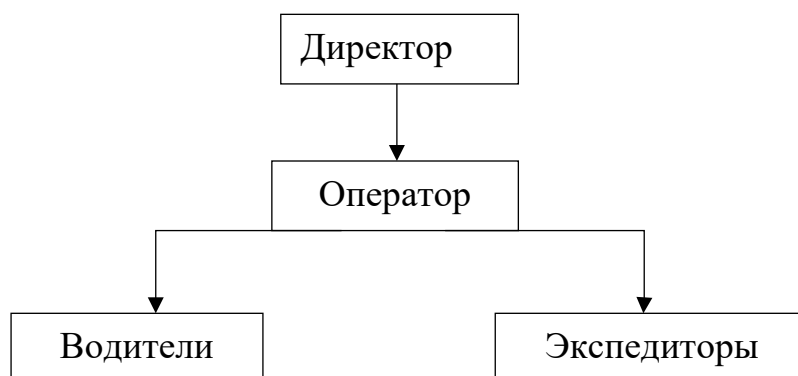 Директор
Оператор
Водители
Экспедиторы